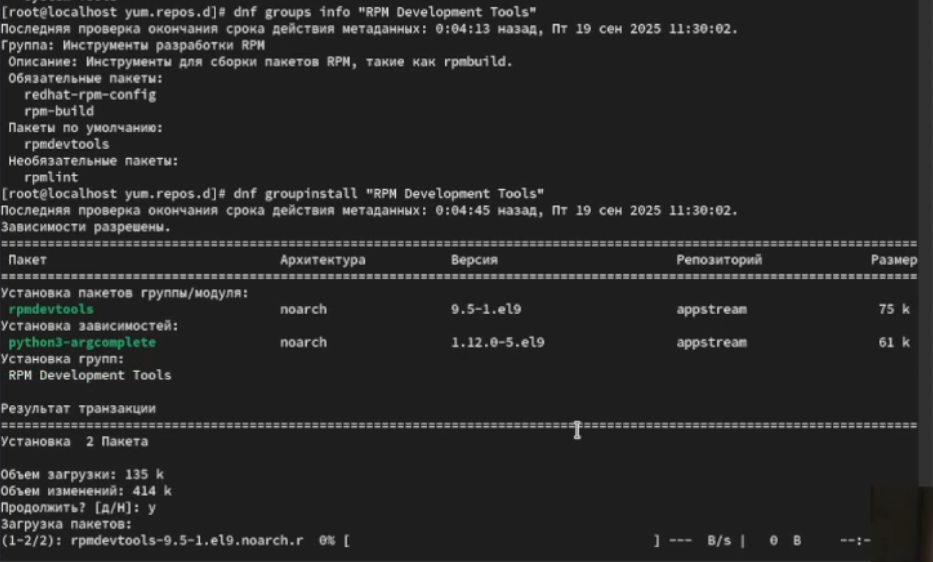 [root@localhost yum.repos.d]# dnf groups info "RPM Development Tools"
Последняя проверка окончания срока действия метаданных: 0:04:13 назад, Пт 19 сен 2025 11:30:02.
Группа: Инструменты разработки RPM
Описание: Инструменты для сборки пакетов RPM, такие как rpmbuild.
Обязательные пакеты:
redhat-rpm-config
rpm-build
Пакеты по умолчанию:
rpmdevtools
Необязательные пакеты:
rpmlint
[root@localhost yum.repos.d]# dnf groupinstall "RPM Development Tools"
Последняя проверка окончания срока действия метаданных: 0:04:45 назад, Пт 19 сен 2025 11:30:02.
Зависимости разрешены.
Пакет Архитектура Версия Репозиторий Размер
Установка пакетов группы/модуля:
rpmdevtools noarch 9.5-1.el9 appstream 75 k
Установка зависимостей:
python3-argcomplete noarch 1.12.0-5.el9 appstream 61 k
Установка групп:
RPM Development Tools
Результат транзакции
Установка 2 Пакета
Объем загрузки: 135 k
Объем изменений: 414 k
Продолжить? [д/Н]: y
Загрузка пакетов:
(1-2/2): rpmdevtools-9.5-1.el9.noarch.r 0% [ ] --- B/s | 0 B --:-